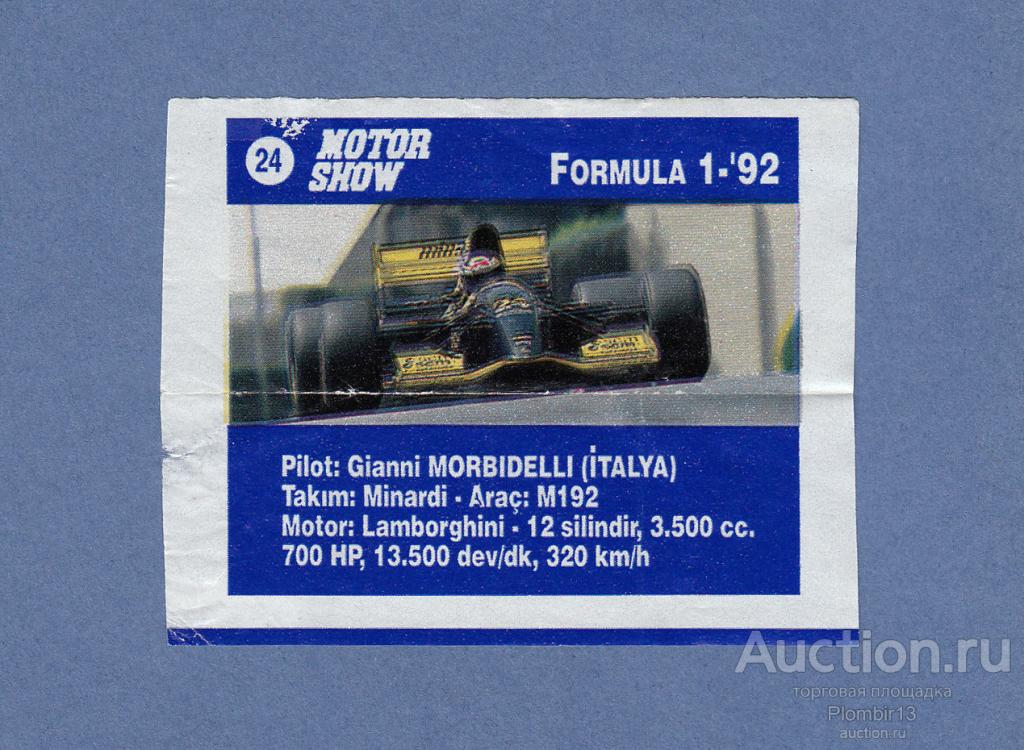 24
MOTOR
SHOW
FORMULA 1-'92
Pilot: Gianni MORBIDELLI (İTALYA)
Takım: Minardi - Araç: M192
Motor: Lamborghini - 12 silindir, 3.500 cc.
700 HP, 13.500 dev/dk, 320 km/h
Auction.ru
торговая площадка
Plombir13
auction.ru